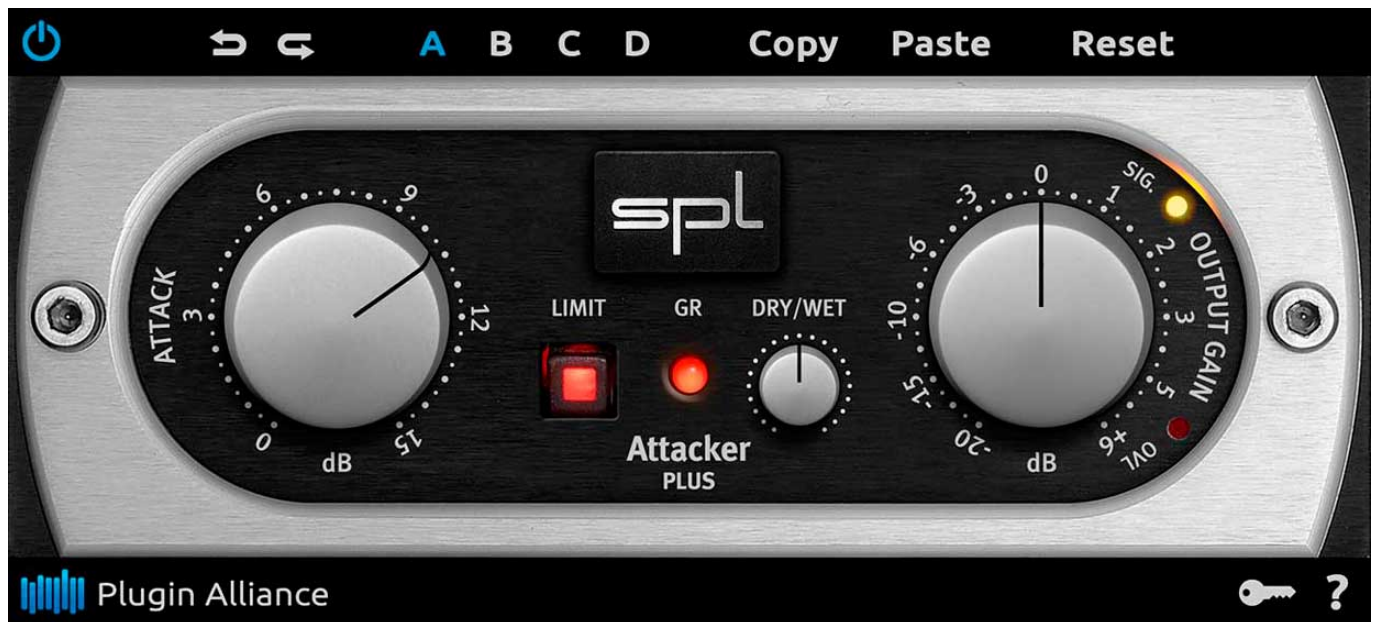 A B C D Copy Paste Reset
spl
ATTACK
0
3
6
9
12
15
dB
LIMIT
GR
DRY/WET
Attacker
PLUS
-20
-15
-10
-6
-3
0
1
2
3
5
+6
dB
SIG.
OUTPUT GAIN
OVL
Plugin Alliance
?